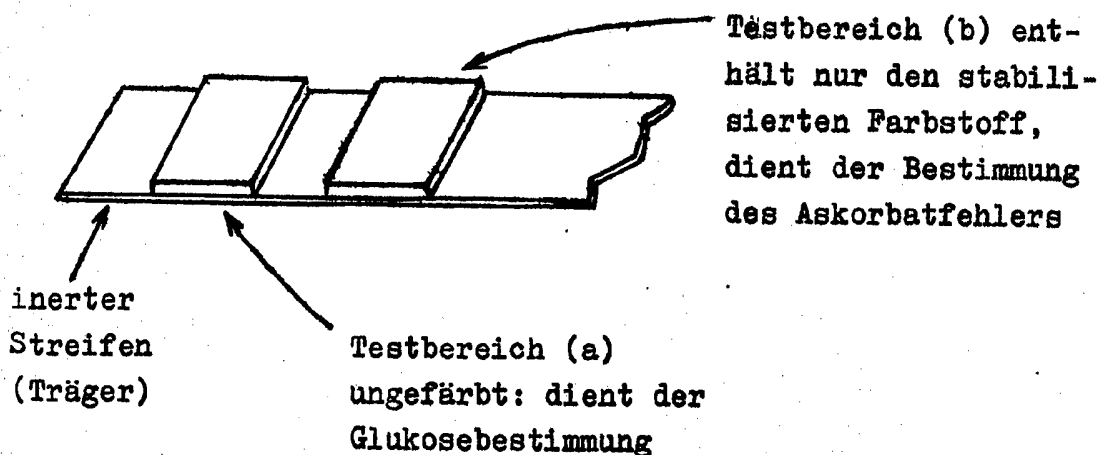 Testbereich (b) ent-
hält nur den stabili-
sierten Farbstoff,
dient der Bestimmung
des Askorbatfehlers
inerter
Streifen
(Träger)
Testbereich (a)
ungefärbt: dient der
Glukosebestimmung